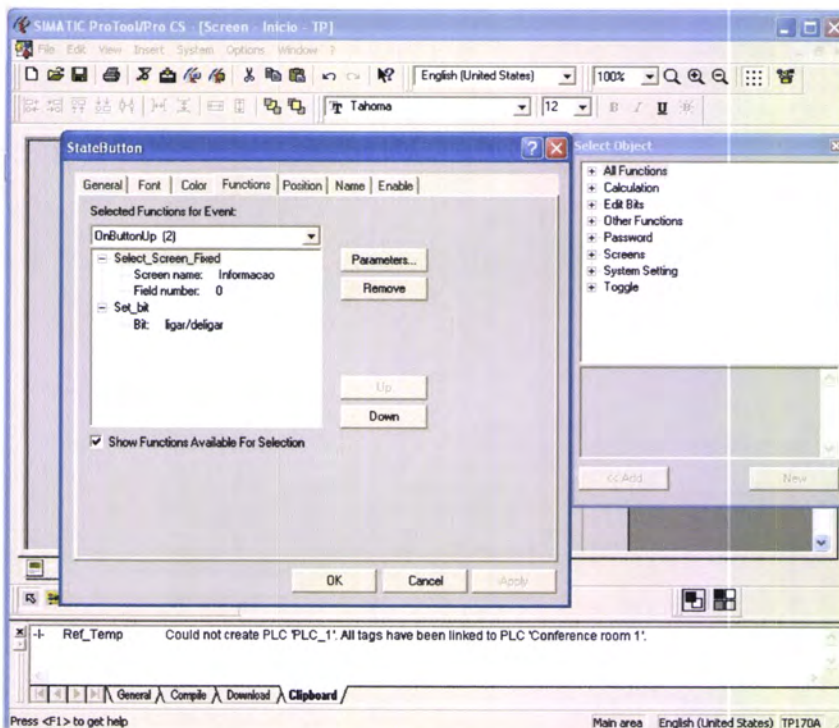 SIMATIC ProTool/Pro CS - [Screen - Inicio - TP]
File Edit View Insert System Options Window ?
English (United States) 100%
Tahoma 12 B I U
StateButton
General Font Color Functions Position Name Enable
Selected Functions for Event:
OnButtonUp (2)
Select_Screen_Fixed
Screen name: Informacao
Field number: 0
Set_bit
Bit: ligar/deligar
Parameters...
Remove
Up
Down
Show Functions Available For Selection
OK Cancel Apply
Select Object
All Functions
Calculation
Edit Bits
Other Functions
Password
Screens
System Setting
Toggle
<< Add New
-I- Ref_Temp Could not create PLC 'PLC_1'. All tags have been linked to PLC 'Conference room 1'.
General Compile Download Clipboard
Press <F1> to get help Main area English (United States) TP170A